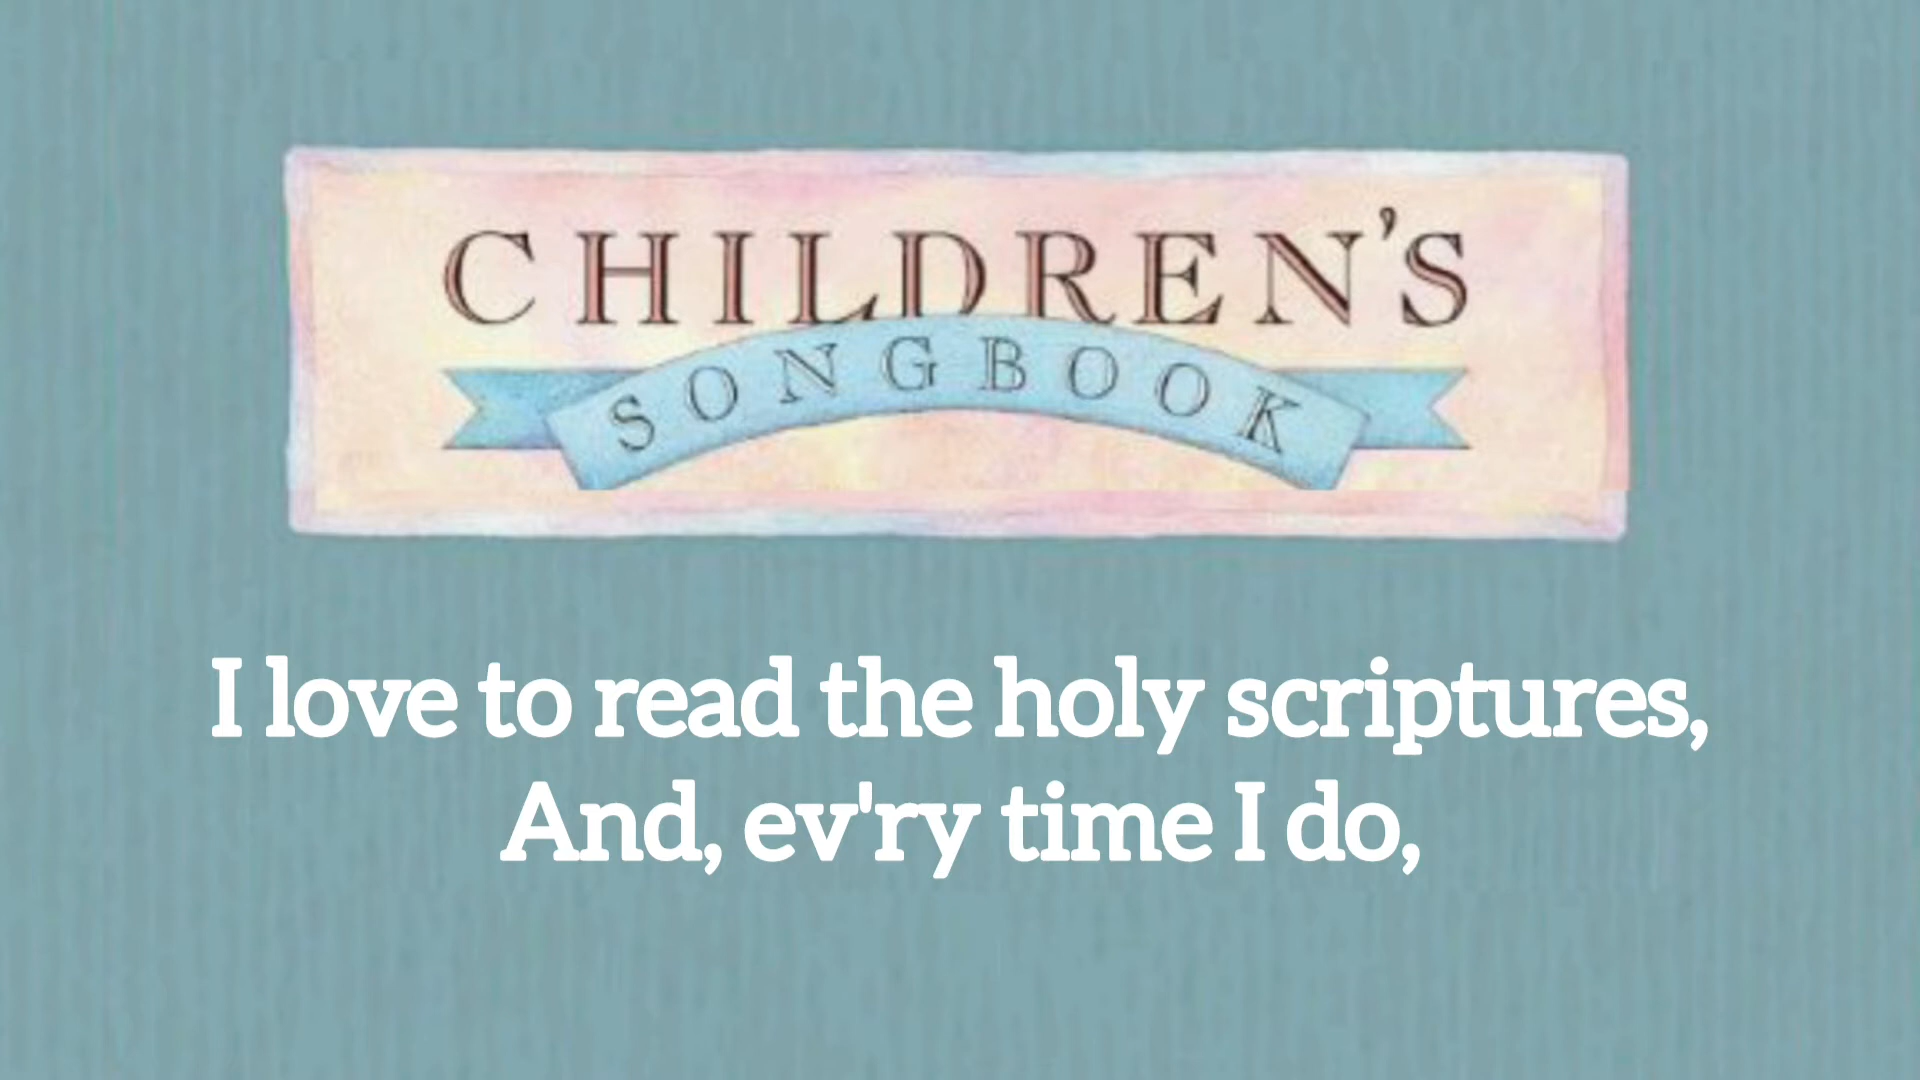 CHILDREN'S
SONGBOOK
I love to read the holy scriptures,
And, ev'ry time I do,